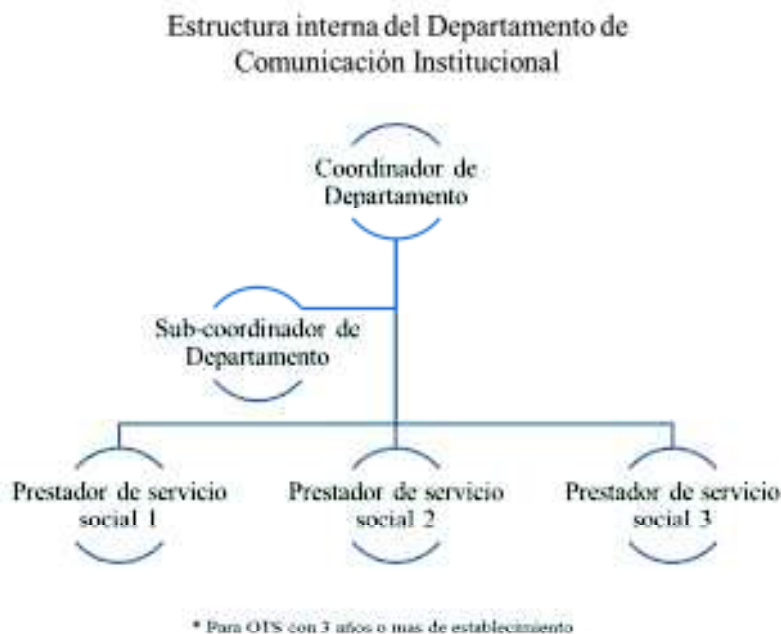 Estructura interna del Departamento de
Comunicación Institucional
Coordinador de
Departamento
Sub-coordinador de
Departamento
Prestador de servicio
social 1
Prestador de servicio
social 2
Prestador de servicio
social 3
* Para OTS con 3 años o mas de establecimiento